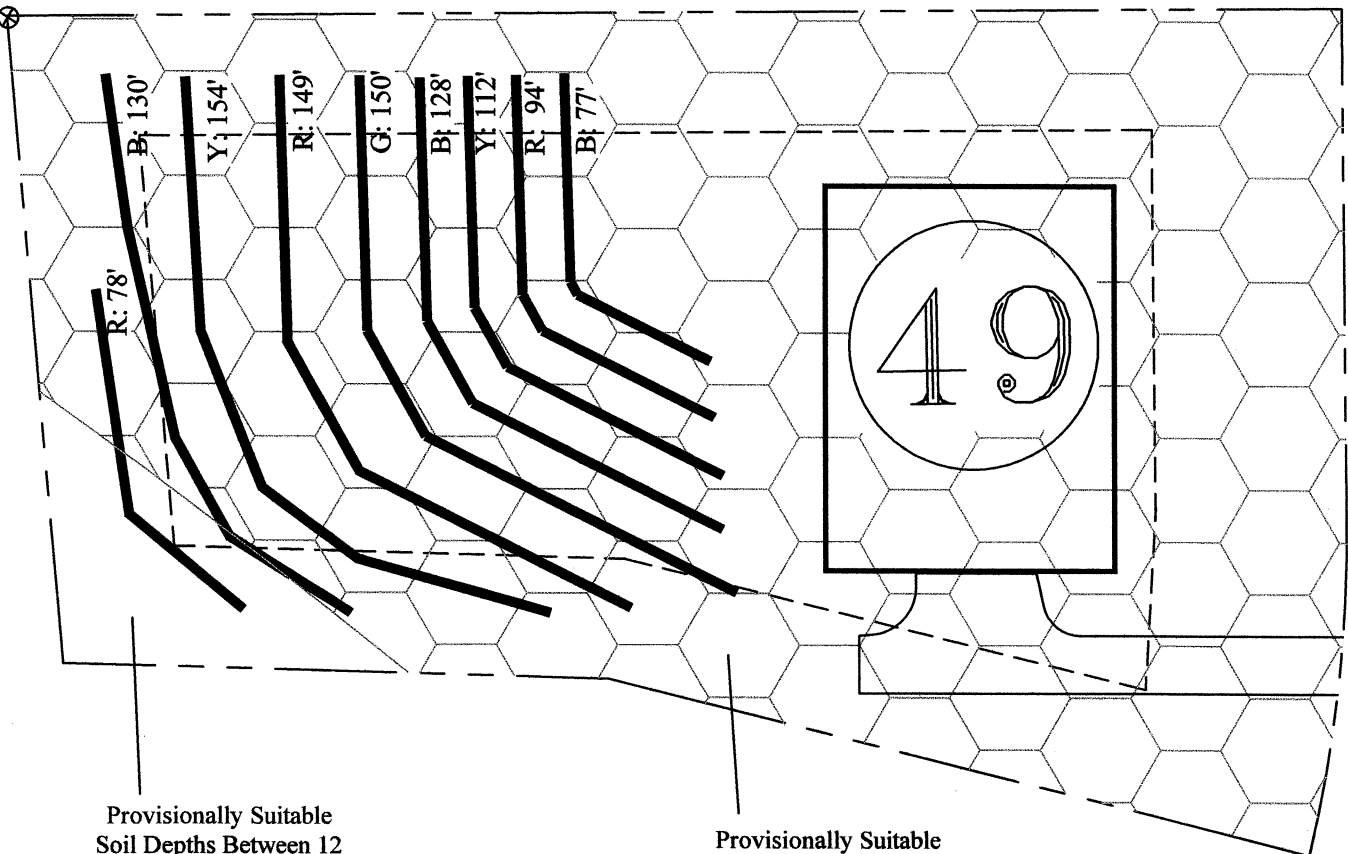 B: 130'
Y: 154'
R: 149'
G: 150'
B: 128'
Y: 112'
R: 94'
B: 77'
R: 78'
49
Provisionally Suitable
Soil Depths Between 12
Provisionally Suitable